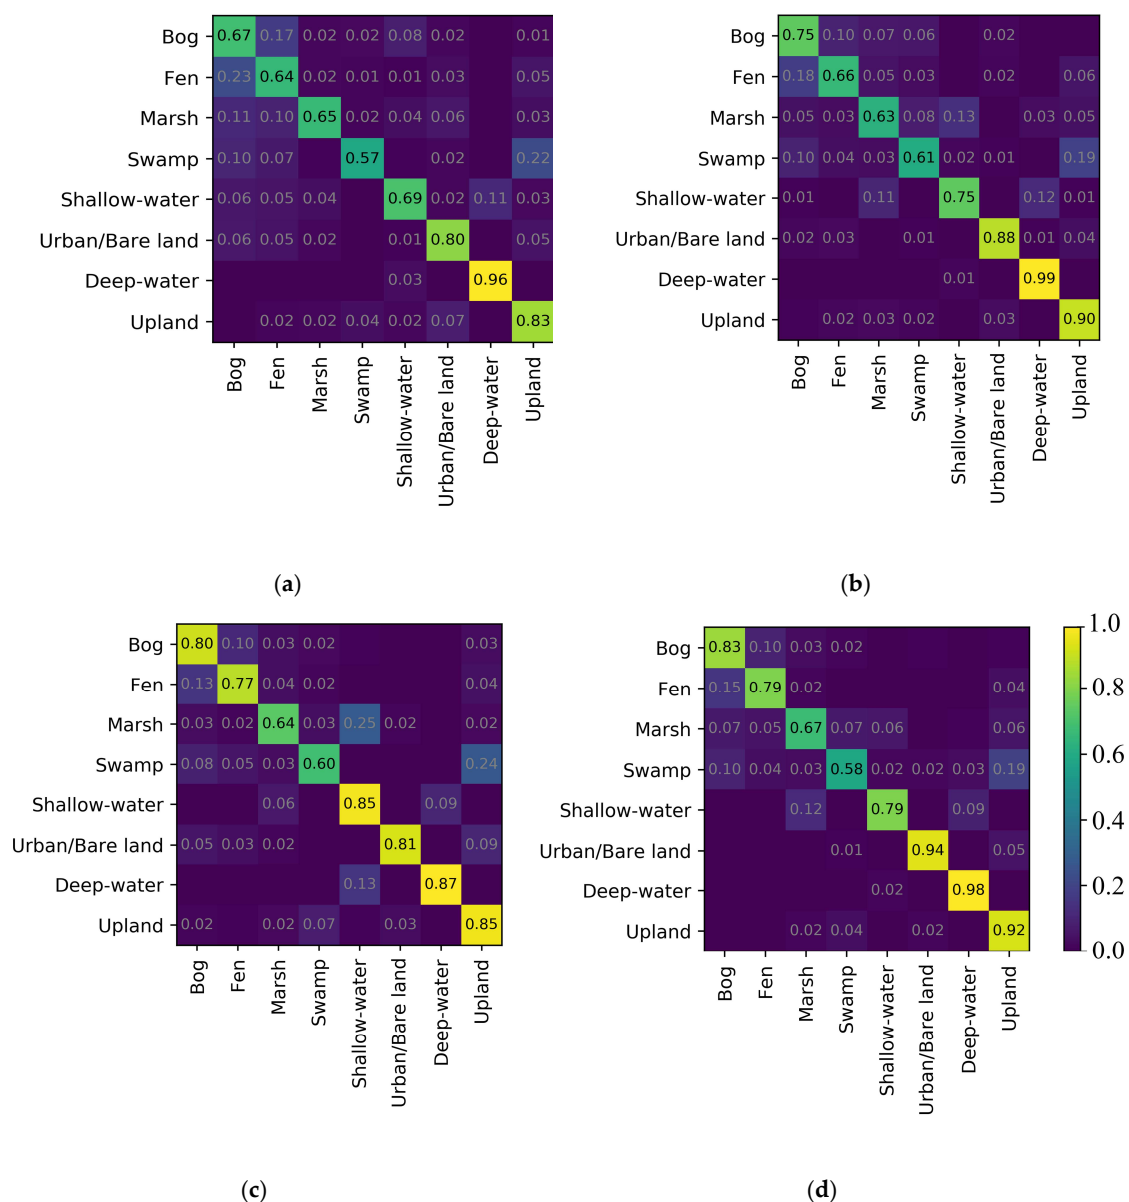 Bog 0.67 0.17 0.02 0.02 0.08 0.02 0.01
Fen 0.23 0.64 0.02 0.01 0.01 0.03 0.05
Marsh 0.11 0.10 0.65 0.02 0.04 0.06 0.03
Swamp 0.10 0.07 0.57 0.02 0.22
Shallow-water 0.06 0.05 0.04 0.69 0.02 0.11 0.03
Urban/Bare land 0.06 0.05 0.02 0.01 0.80 0.05
Deep-water 0.03 0.96
Upland 0.02 0.02 0.04 0.02 0.07 0.83
Bog Fen Marsh Swamp Shallow-water Urban/Bare land Deep-water Upland
(a)
Bog 0.75 0.10 0.07 0.06 0.02
Fen 0.18 0.66 0.05 0.03 0.02 0.06
Marsh 0.05 0.03 0.63 0.08 0.13 0.03 0.05
Swamp 0.10 0.04 0.03 0.61 0.02 0.01 0.19
Shallow-water 0.01 0.11 0.75 0.12 0.01
Urban/Bare land 0.02 0.03 0.01 0.88 0.01 0.04
Deep-water 0.01 0.99
Upland 0.02 0.03 0.02 0.03 0.90
Bog Fen Marsh Swamp Shallow-water Urban/Bare land Deep-water Upland
(b)
Bog 0.80 0.10 0.03 0.02 0.03
Fen 0.13 0.77 0.04 0.02 0.04
Marsh 0.03 0.02 0.64 0.03 0.25 0.02 0.02
Swamp 0.08 0.05 0.03 0.60 0.24
Shallow-water 0.06 0.85 0.09
Urban/Bare land 0.05 0.03 0.02 0.81 0.09
Deep-water 0.13 0.87
Upland 0.02 0.02 0.07 0.03 0.85
Bog Fen Marsh Swamp Shallow-water Urban/Bare land Deep-water Upland
(c)
Bog 0.83 0.10 0.03 0.02
Fen 0.15 0.79 0.02 0.04
Marsh 0.07 0.05 0.67 0.07 0.06 0.06
Swamp 0.10 0.04 0.03 0.58 0.02 0.02 0.03 0.19
Shallow-water 0.12 0.79 0.09
Urban/Bare land 0.01 0.94 0.05
Deep-water 0.02 0.98
Upland 0.02 0.04 0.02 0.92
Bog Fen Marsh Swamp Shallow-water Urban/Bare land Deep-water Upland
1.0
0.8
0.6
0.4
0.2
0.0
(d)